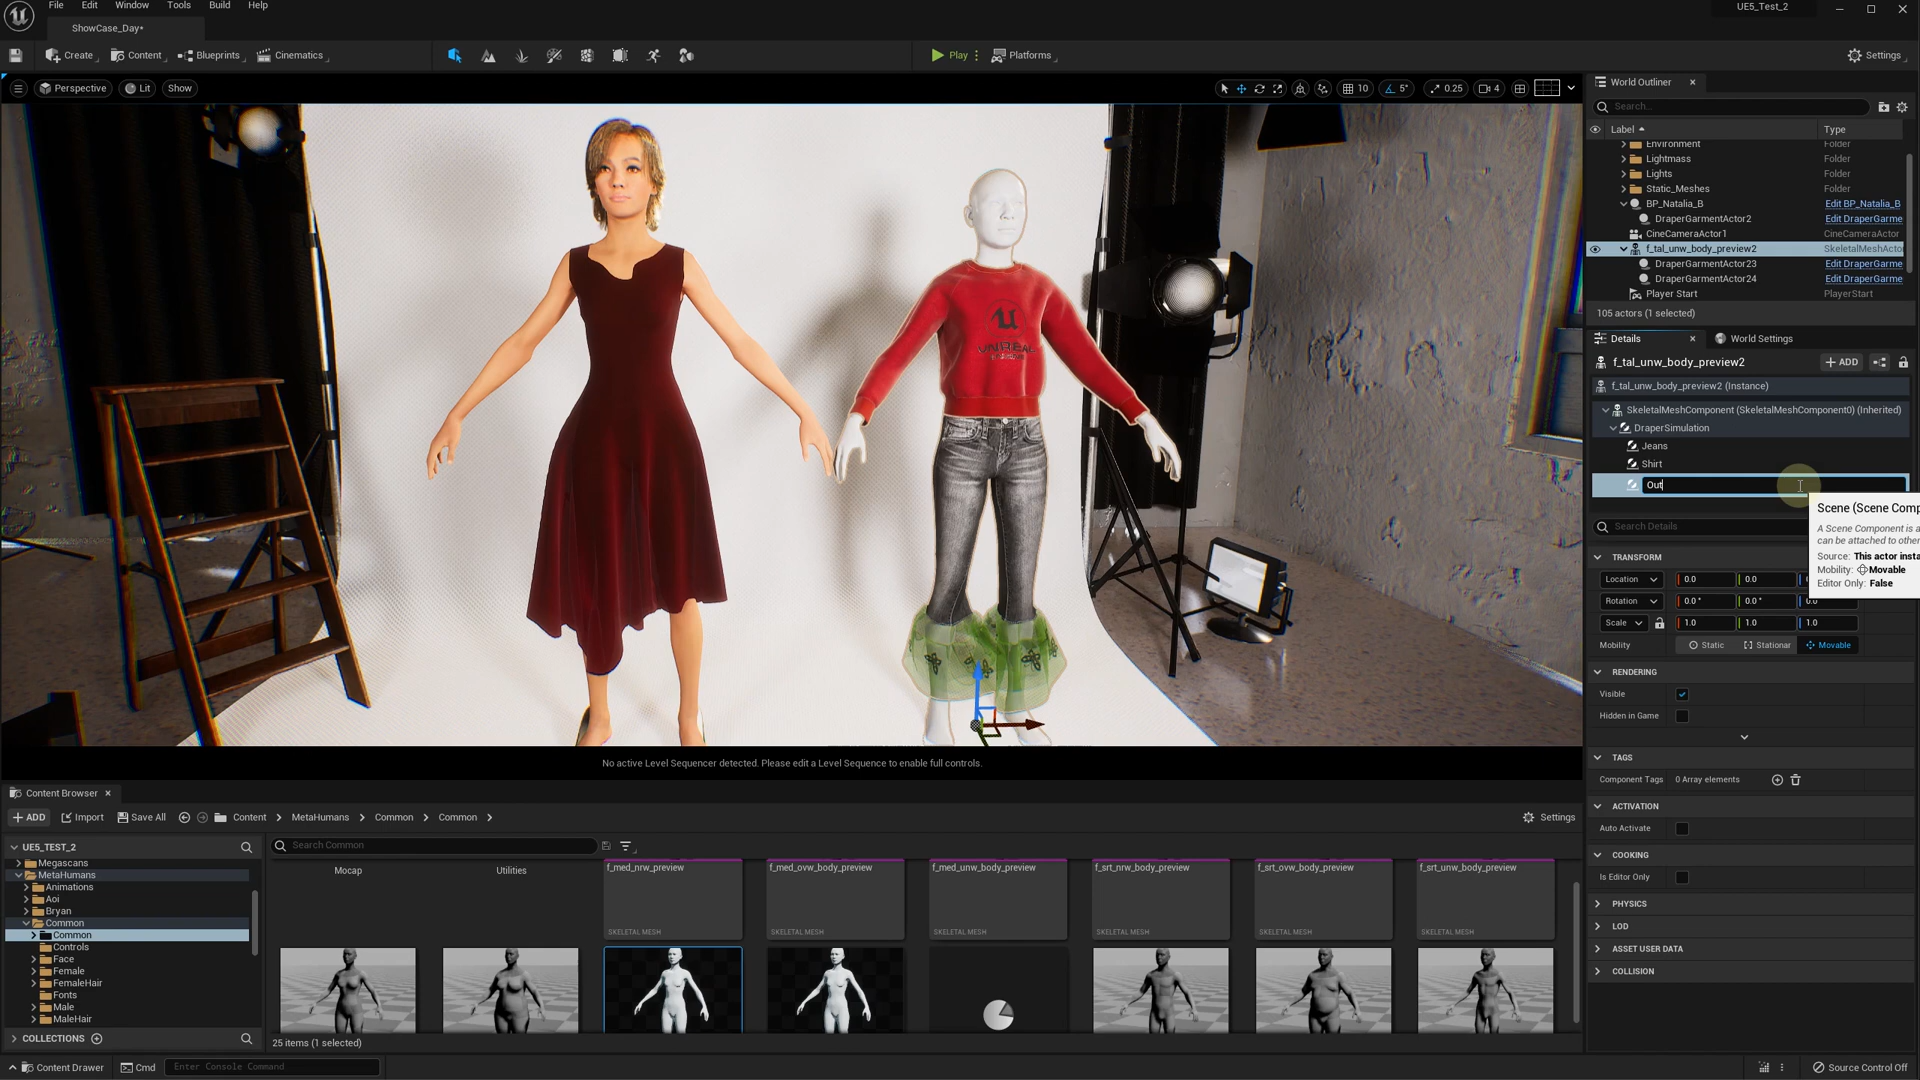 File Edit Window Tools Build Help
UE5_Test_2
ShowCase_Day*
Create Content Blueprints Cinematics Play Platforms Settings
Perspective Lit Show 10 5° 0.25 4
World Outliner
Search...
Label Type
Environment Folder
Lightmass Folder
Lights Folder
Static_Meshes Folder
BP_Natalia_B Edit BP_Natalia_B
DraperGarmentActor2 Edit DraperGarme
CineCameraActor1 CineCameraActor
f_tal_unw_body_preview2 SkeletalMeshActor
DraperGarmentActor23 Edit DraperGarme
DraperGarmentActor24 Edit DraperGarme
Player Start PlayerStart
105 actors (1 selected)
Details World Settings
f_tal_unw_body_preview2 + ADD
f_tal_unw_body_preview2 (Instance)
SkeletalMeshComponent (SkeletalMeshComponent0) (Inherited)
DraperSimulation
Jeans
Shirt
Out
Scene (Scene Comp
A Scene Component is a
can be attached to other
Source: This actor insta
Mobility: Movable
Editor Only: False
Search Details
TRANSFORM
Location 0.0 0.0
Rotation 0.0° 0.0° 0.0
Scale 1.0 1.0 1.0
Mobility Static Stationar Movable
RENDERING
Visible
Hidden in Game
TAGS
Component Tags 0 Array elements
ACTIVATION
Auto Activate
COOKING
Is Editor Only
PHYSICS
LOD
ASSET USER DATA
COLLISION
UNREAL
No active Level Sequencer detected. Please edit a Level Sequence to enable full controls.
Content Browser
+ ADD Import Save All Content MetaHumans Common Common Settings
UE5_TEST_2
Megascans
MetaHumans
Animations
Aoi
Bryan
Common
Common
Controls
Face
Female
FemaleHair
Fonts
Male
MaleHair
COLLECTIONS
Search Common
Mocap Utilities
f_med_nrw_preview f_med_ovw_body_preview f_med_unw_body_preview f_srt_nrw_body_preview f_srt_ovw_body_preview f_srt_unw_body_preview
SKELETAL MESH SKELETAL MESH SKELETAL MESH SKELETAL MESH SKELETAL MESH SKELETAL MESH
25 items (1 selected)
Content Drawer Cmd Enter Console Command Source Control Off